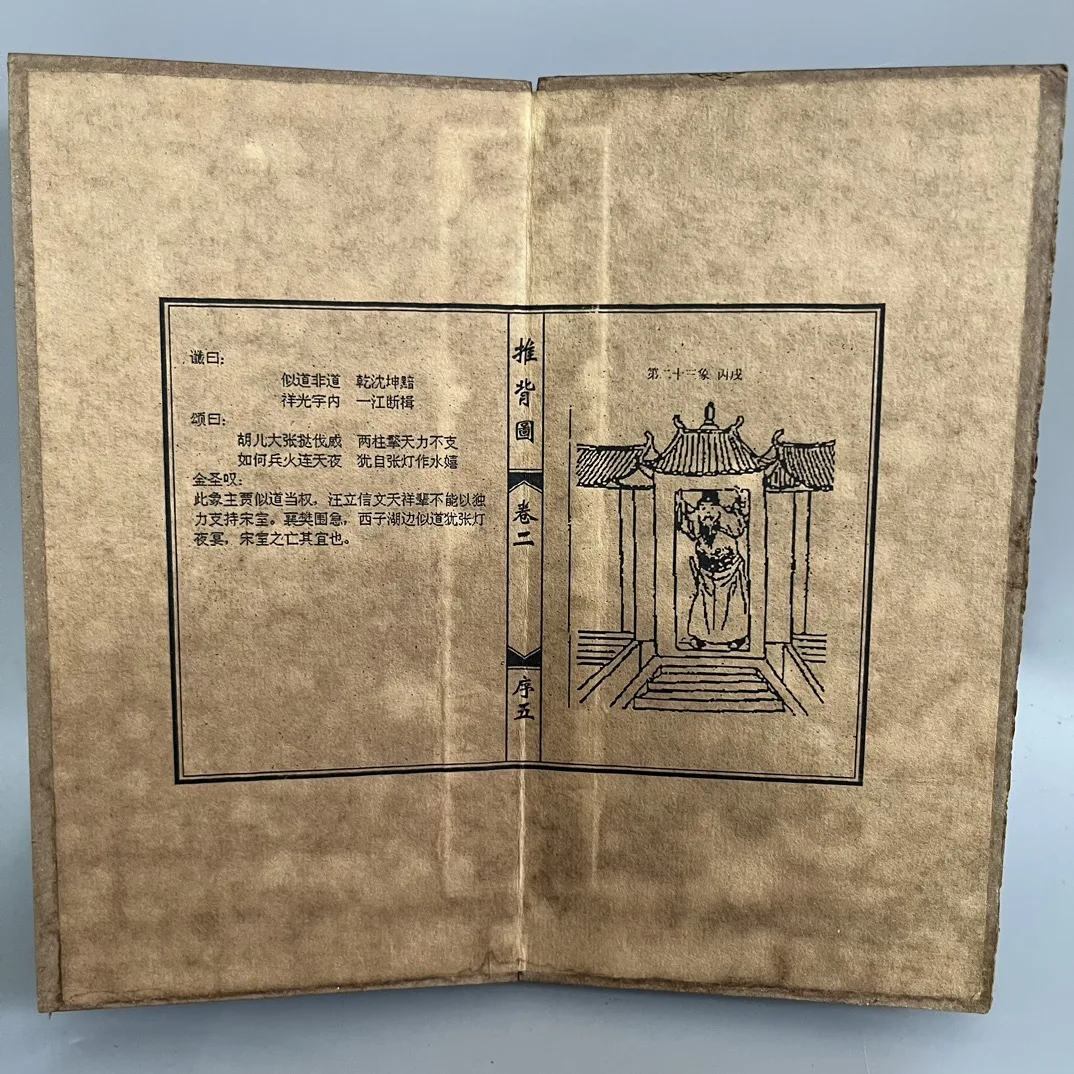 谶曰:
似道非道 乾沈坤黯
祥光宇内 一江断楫
颂曰:
胡儿大张挞伐威 两柱擎天力不支
如何兵火连天夜 犹自张灯作水嬉
金圣叹:
此象主贾似道当权，汪立信文天祥辈不能以独
力支持宋室。襄樊围急，西子湖边似道犹张灯
夜宴，宋室之亡其宜也。
推背圖
卷二
序五
第二十三象 丙戌